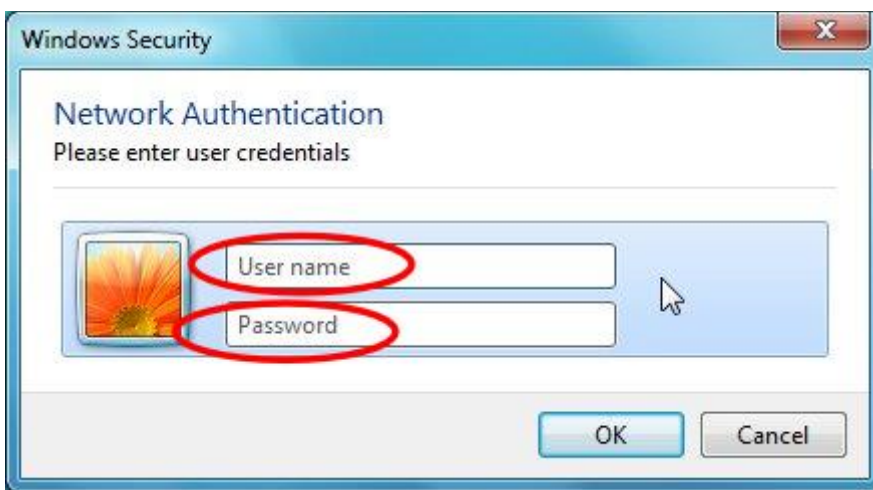 Windows Security
Network Authentication
Please enter user credentials
User name
Password
OK
Cancel